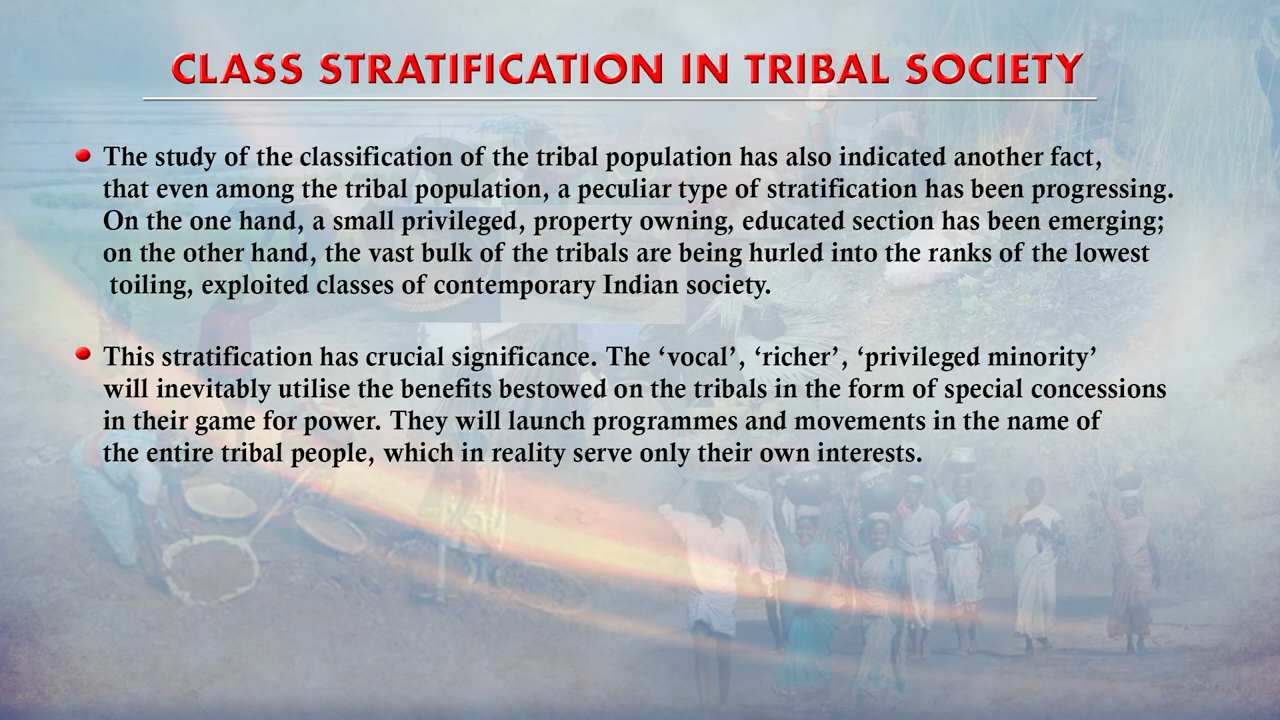 CLASS STRATIFICATION IN TRIBAL SOCIETY
The study of the classification of the tribal population has also indicated another fact,
that even among the tribal population, a peculiar type of stratification has been progressing.
On the one hand, a small privileged, property owning, educated section has been emerging;
on the other hand, the vast bulk of the tribals are being hurled into the ranks of the lowest
toiling, exploited classes of contemporary Indian society.
This stratification has crucial significance. The ‘vocal’, ‘richer’, ‘privileged minority’
will inevitably utilise the benefits bestowed on the tribals in the form of special concessions
in their game for power. They will launch programmes and movements in the name of
the entire tribal people, which in reality serve only their own interests.